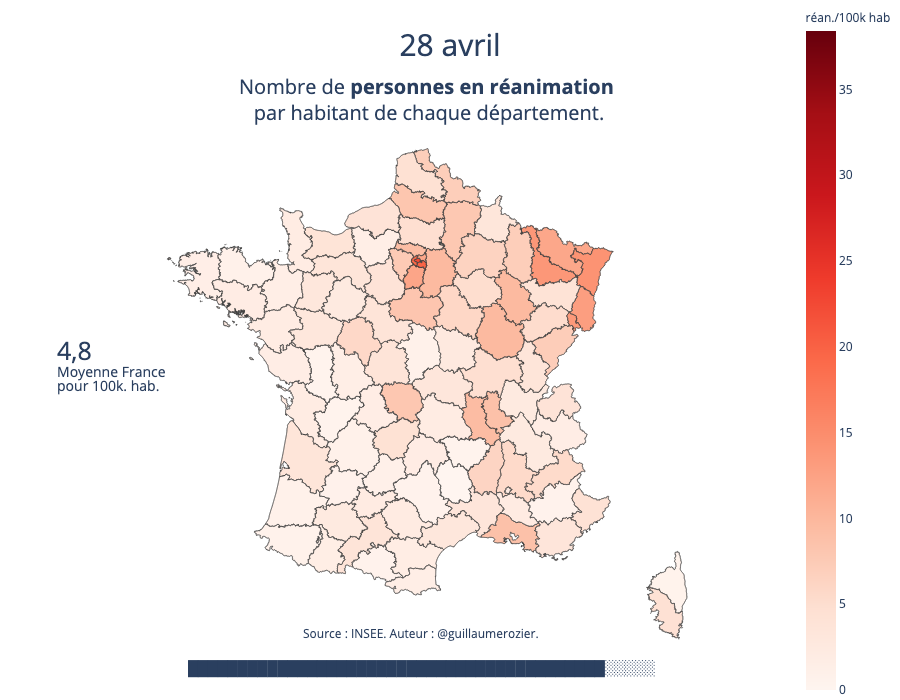 28 avril
Nombre de personnes en réanimation
par habitant de chaque département.
réan./100k hab
35
30
25
20
15
10
5
0
4,8
Moyenne France
pour 100k. hab.
Source : INSEE. Auteur : @guillaumerozier.